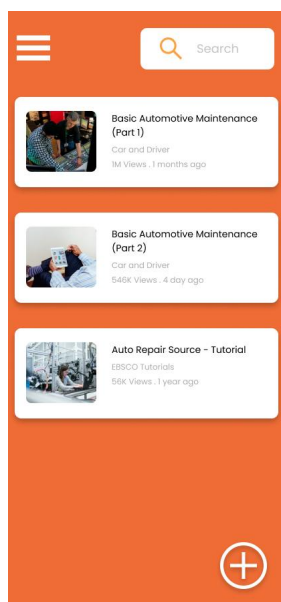 Search
Basic Automotive Maintenance
(Part 1)
Car and Driver
1M Views . 1 months ago
Basic Automotive Maintenance
(Part 2)
Car and Driver
546K Views . 4 day ago
Auto Repair Source - Tutorial
EBSCO Tutorials
56K Views . 1 year ago